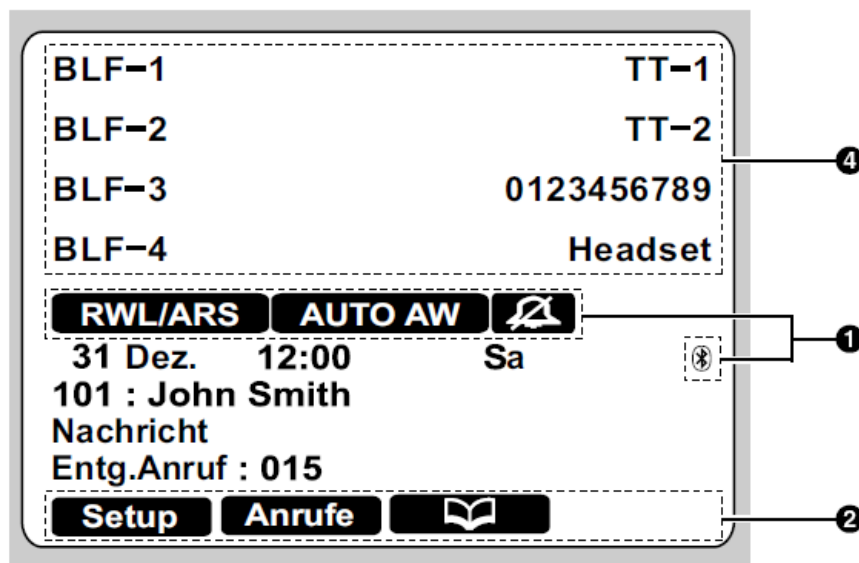 BLF-1 TT-1
BLF-2 TT-2
BLF-3 0123456789
BLF-4 Headset
4
RWL/ARS AUTO AW
1
31 Dez. 12:00 Sa
101 : John Smith
Nachricht
Entg.Anruf : 015
Setup Anrufe
2